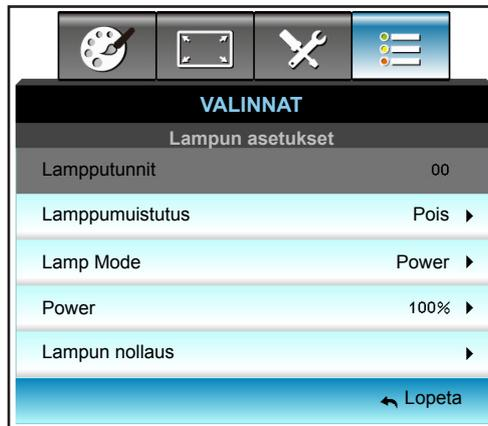 VALINNAT
Lampun asetukset
Lampputunnit 00
Lamppumuistutus Pois
Lamp Mode Power
Power 100%
Lampun nollaus
Lopeta